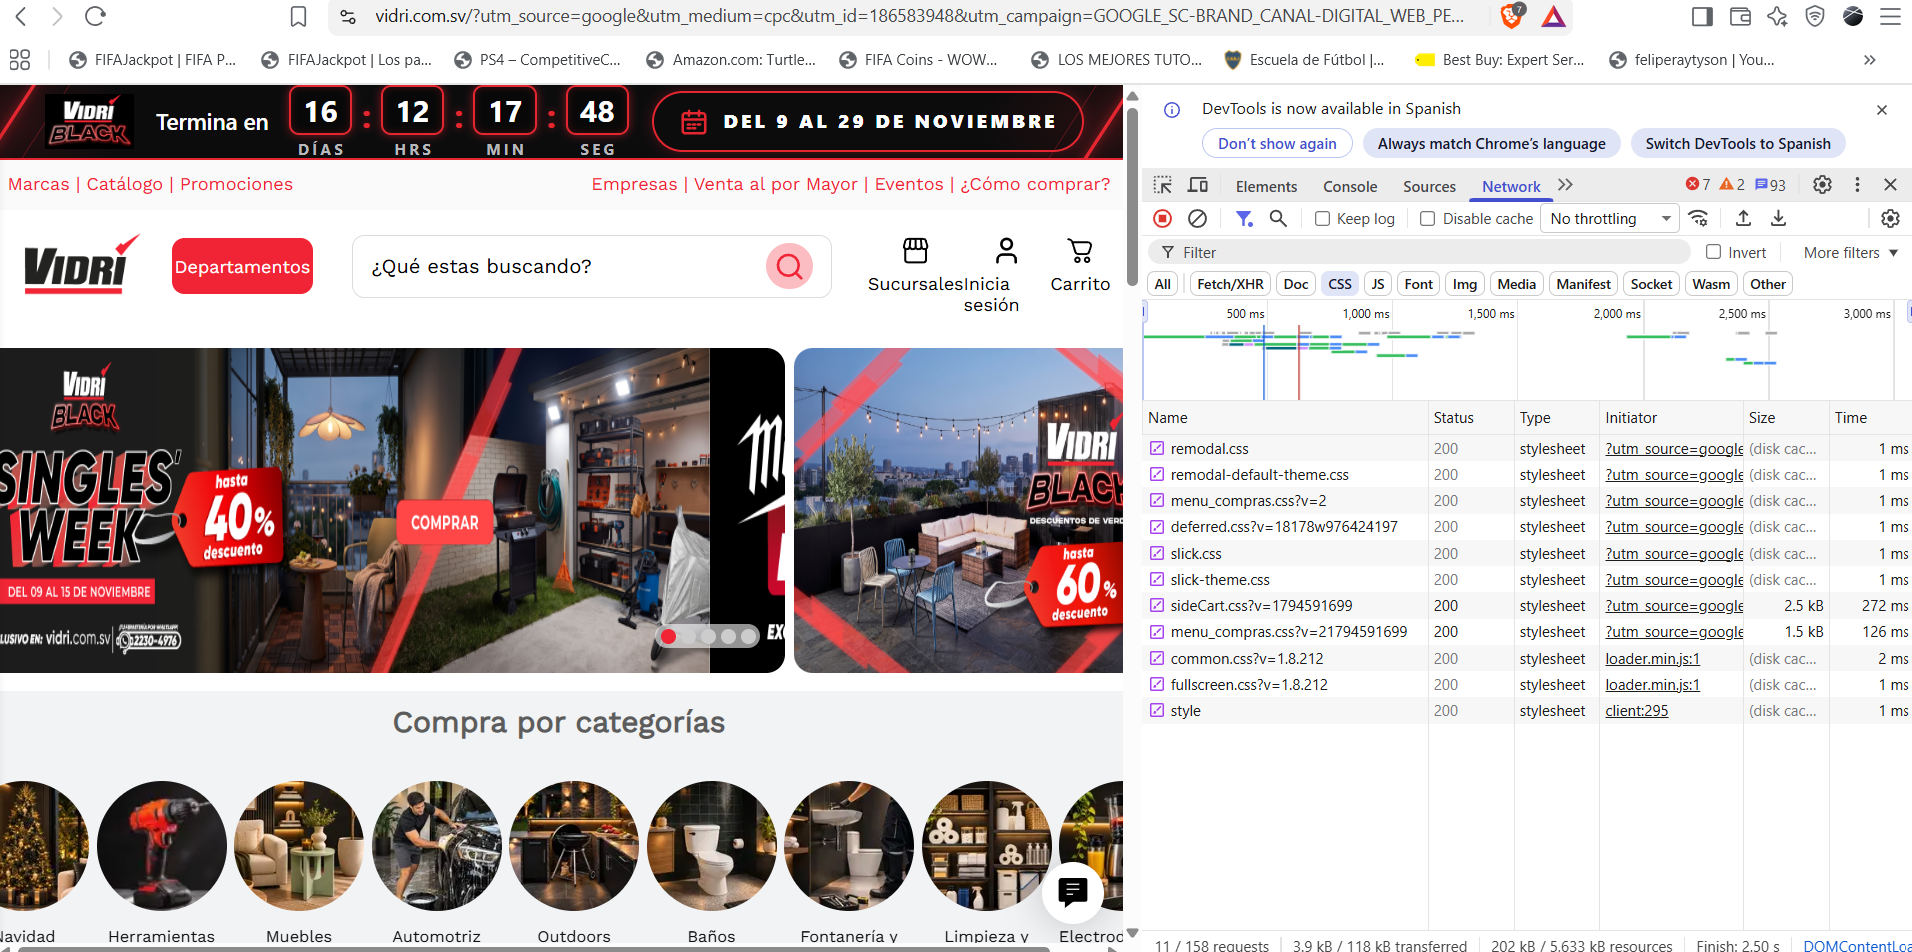 vidri.com.sv/?utm_source=google&utm_medium=cpc&utm_id=186583948&utm_campaign=GOOGLE_SC-BRAND_CANAL-DIGITAL_WEB_PE...
7
FIFAJackpot | FIFA P...
FIFAJackpot | Los pa...
PS4 – CompetitiveC...
Amazon.com: Turtle...
FIFA Coins - WOW...
LOS MEJORES TUTO...
Escuela de Fútbol |...
Best Buy: Expert Ser...
feliperaytyson | You...
»
VIDRÍ BLACK
Termina en
16 : 12 : 17 : 48
DÍAS HRS MIN SEG
DEL 9 AL 29 DE NOVIEMBRE
Marcas | Catálogo | Promociones
Empresas | Venta al por Mayor | Eventos | ¿Cómo comprar?
VIDRÍ
Departamentos
¿Qué estas buscando?
Sucursales
Inicia sesión
Carrito
VIDRÍ
BLACK
SINGLES'
WEEK
hasta
40%
descuento
DEL 09 AL 15 DE NOVIEMBRE
LUSIVO EN: vidri.com.sv
2230-4976
COMPRAR
VIDRÍ
BLACK
DESCUENTOS DE VERD
hasta
60%
descuento
Compra por categorías
Navidad
Herramientas
Muebles
Automotriz
Outdoors
Baños
Fontanería y
Limpieza y
Electrod
DevTools is now available in Spanish
Don't show again
Always match Chrome's language
Switch DevTools to Spanish
Elements Console Sources Network
7 2 93
Keep log
Disable cache
No throttling
Filter
Invert
More filters
All Fetch/XHR Doc CSS JS Font Img Media Manifest Socket Wasm Other
500 ms 1,000 ms 1,500 ms 2,000 ms 2,500 ms 3,000 ms
Name Status Type Initiator Size Time
remodal.css 200 stylesheet ?utm_source=google (disk cac... 1 ms
remodal-default-theme.css 200 stylesheet ?utm_source=google (disk cac... 1 ms
menu_compras.css?v=2 200 stylesheet ?utm_source=google (disk cac... 1 ms
deferred.css?v=18178w976424197 200 stylesheet ?utm_source=google (disk cac... 1 ms
slick.css 200 stylesheet ?utm_source=google (disk cac... 1 ms
slick-theme.css 200 stylesheet ?utm_source=google (disk cac... 1 ms
sideCart.css?v=1794591699 200 stylesheet ?utm_source=google 2.5 kB 272 ms
menu_compras.css?v=21794591699 200 stylesheet ?utm_source=google 1.5 kB 126 ms
common.css?v=1.8.212 200 stylesheet loader.min.js:1 (disk cac... 2 ms
fullscreen.css?v=1.8.212 200 stylesheet loader.min.js:1 (disk cac... 1 ms
style 200 stylesheet client:295 (disk cac... 1 ms
11 / 158 requests 3.9 kB / 118 kB transferred 202 kB / 5,633 kB resources Finish: 2.50 s DOMContentLoa